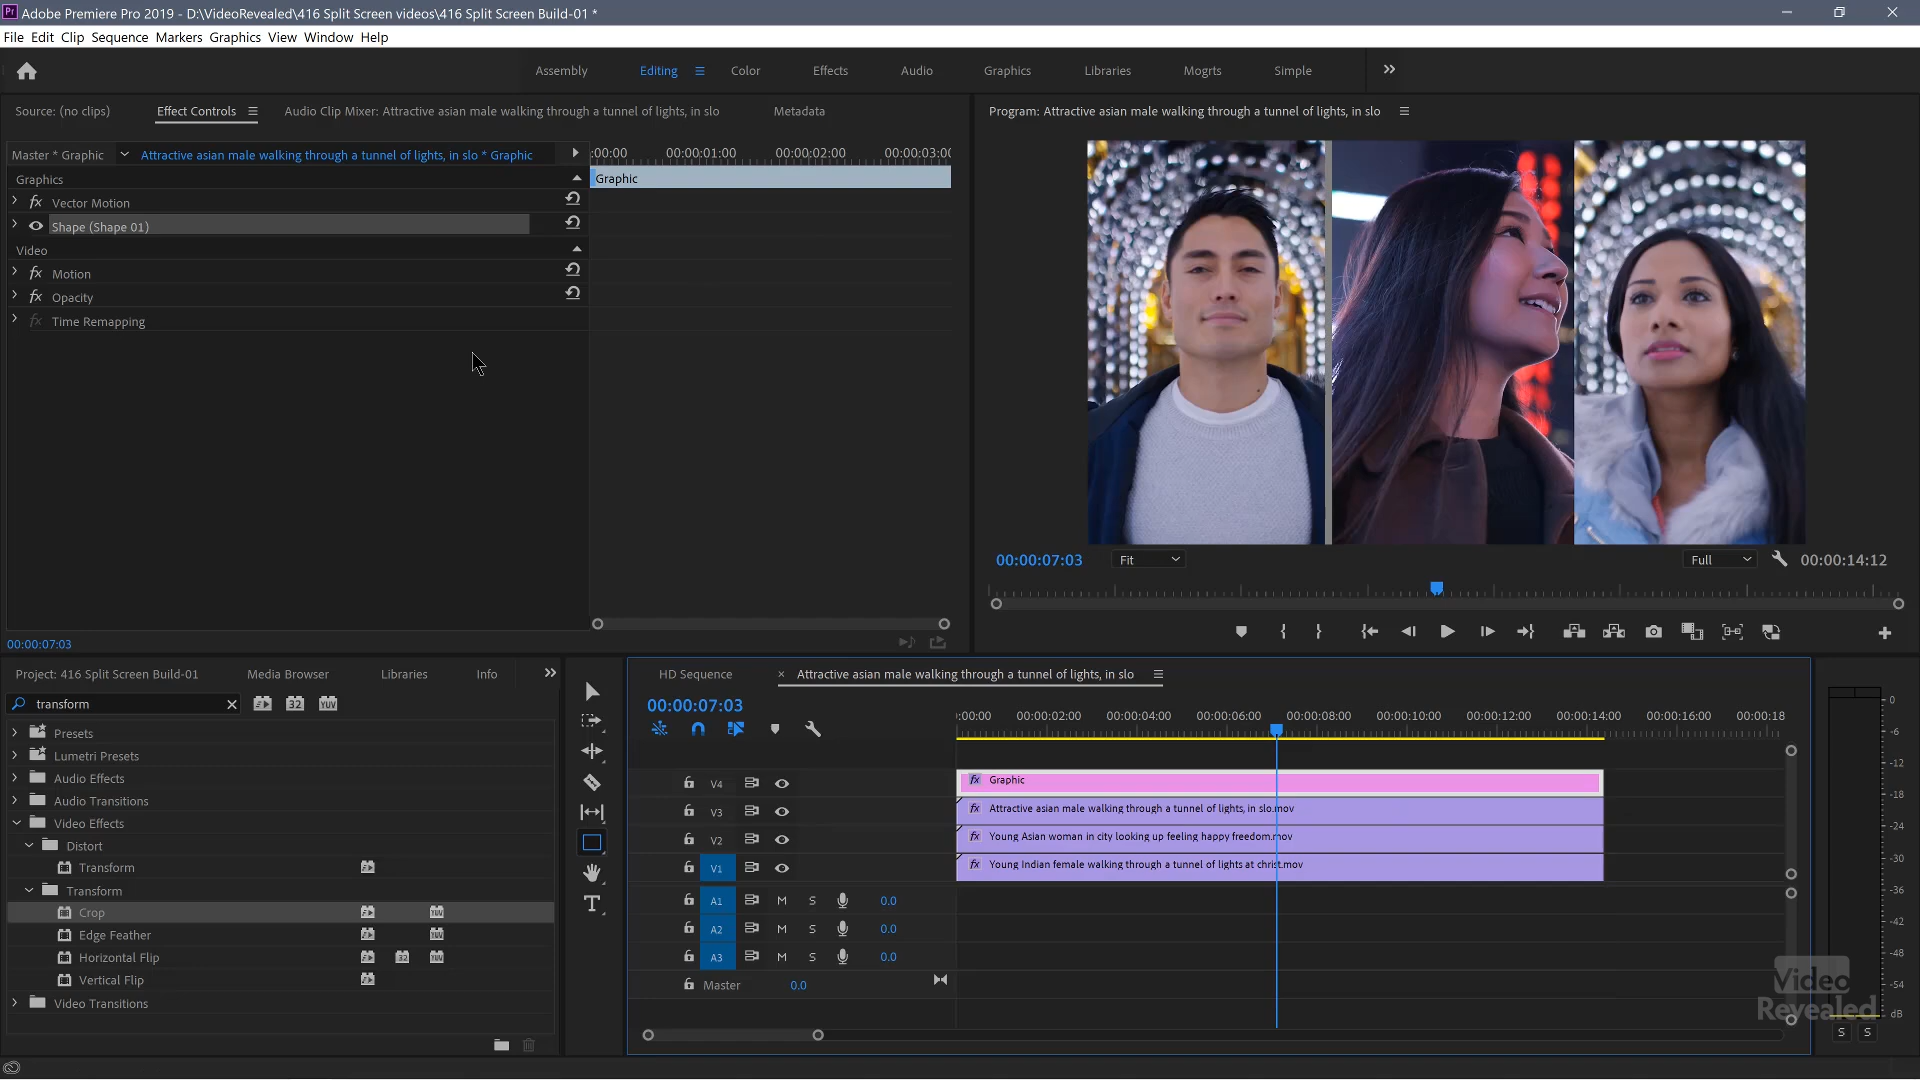 Pr Adobe Premiere Pro 2019 - D:\VideoRevealed\416 Split Screen videos\416 Split Screen Build-01 *
File Edit Clip Sequence Markers Graphics View Window Help
Assembly Editing Color Effects Audio Graphics Libraries Mogrts Simple
Source: (no clips) Effect Controls Audio Clip Mixer: Attractive asian male walking through a tunnel of lights, in slo Metadata
Program: Attractive asian male walking through a tunnel of lights, in slo
Master * Graphic Attractive asian male walking through a tunnel of lights, in slo * Graphic
:00:00 00:00:01:00 00:00:02:00 00:00:03:00
Graphics
Graphic
fx Vector Motion
Shape (Shape 01)
Video
fx Motion
fx Opacity
fx Time Remapping
00:00:07:03 Fit Full 00:00:14:12
00:00:07:03
Project: 416 Split Screen Build-01 Media Browser Libraries Info
transform
32 YUV
Presets
Lumetri Presets
Audio Effects
Audio Transitions
Video Effects
Distort
Transform
Transform
Crop
Edge Feather
Horizontal Flip 32
Vertical Flip
Video Transitions
HD Sequence × Attractive asian male walking through a tunnel of lights, in slo
00:00:07:03
:00:00 00:00:02:00 00:00:04:00 00:00:06:00 00:00:08:00 00:00:10:00 00:00:12:00 00:00:14:00 00:00:16:00 00:00:18
V4 fx Graphic
V3 fx Attractive asian male walking through a tunnel of lights, in slo.mov
V2 fx Young Asian woman in city looking up feeling happy freedom.mov
V1 fx Young Indian female walking through a tunnel of lights at christ.mov
A1 M S 0.0
A2 M S 0.0
A3 M S 0.0
Master 0.0
0
-6
-12
-18
-24
-30
-36
-42
-48
-54
dB
S S
Video
Revealed